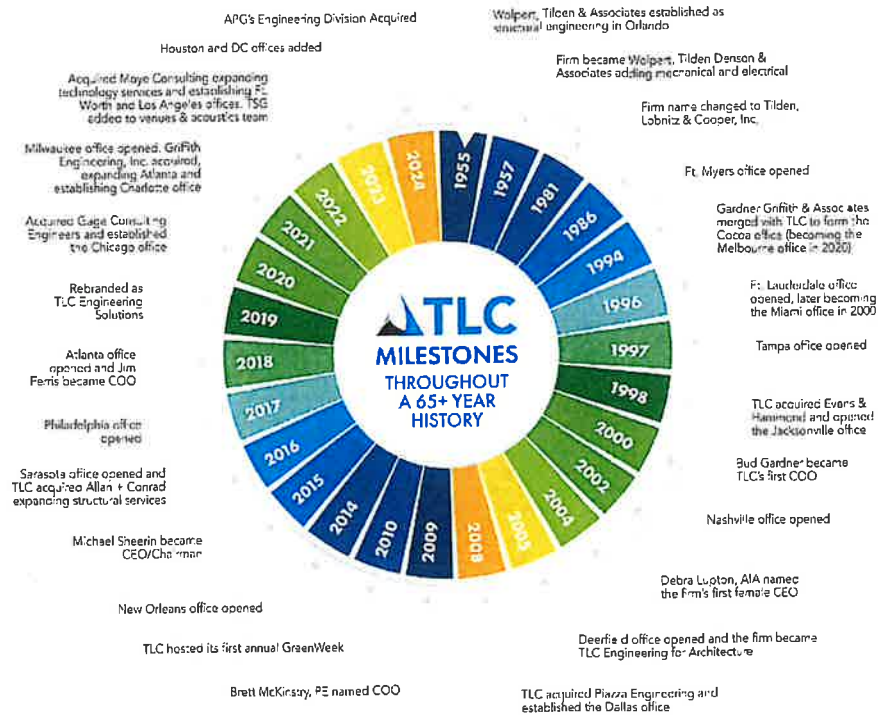 Wolpert, Tilden & Associates established as
structural engineering in Orlando
Firm became Wolpert, Tilden Denson &
Associates adding mechanical and electrical
Firm name changed to Tilden,
Lobnitz & Cooper, Inc.
Ft. Myers office opened
Gardner Griffith & Associates
merged with TLC to form the
Cocoa office (becoming the
Melbourne office in 2020)
Ft. Lauderdale office
opened, later becoming
the Miami office in 2000
Tampa office opened
TLC acquired Evans &
Hammond and opened
the Jacksonville office
Bud Gardner became
TLC's first COO
Nashville office opened
Debra Lupton, AIA named
the firm's first female CEO
Deerfield office opened and the firm became
TLC Engineering for Architecture
TLC acquired Piazza Engineering and
established the Dallas office
Brett McKinstry, PE named COO
TLC hosted its first annual GreenWeek
New Orleans office opened
Michael Sheerin became
CEO/Chairman
Sarasota office opened and
TLC acquired Allan + Conrad
expanding structural services
Philadelphia office
opened
Atlanta office
opened and Jim
Ferris became COO
Rebranded as
TLC Engineering
Solutions
Acquired Gage Consulting
Engineers and established
the Chicago office
Milwaukee office opened. Griffith
Engineering, Inc. acquired,
expanding Atlanta and
establishing Charlotte office
Acquired Moye Consulting expanding
technology services and establishing Ft.
Worth and Los Angeles offices. TSG
added to venues & acoustics team
Houston and DC offices added
APG's Engineering Division Acquired
1955
1957
1981
1986
1994
1996
1997
1998
2000
2002
2004
2005
2008
2009
2010
2014
2015
2016
2017
2018
2019
2020
2021
2022
2023
2024
TLC
MILESTONES
THROUGHOUT
A 65+ YEAR
HISTORY